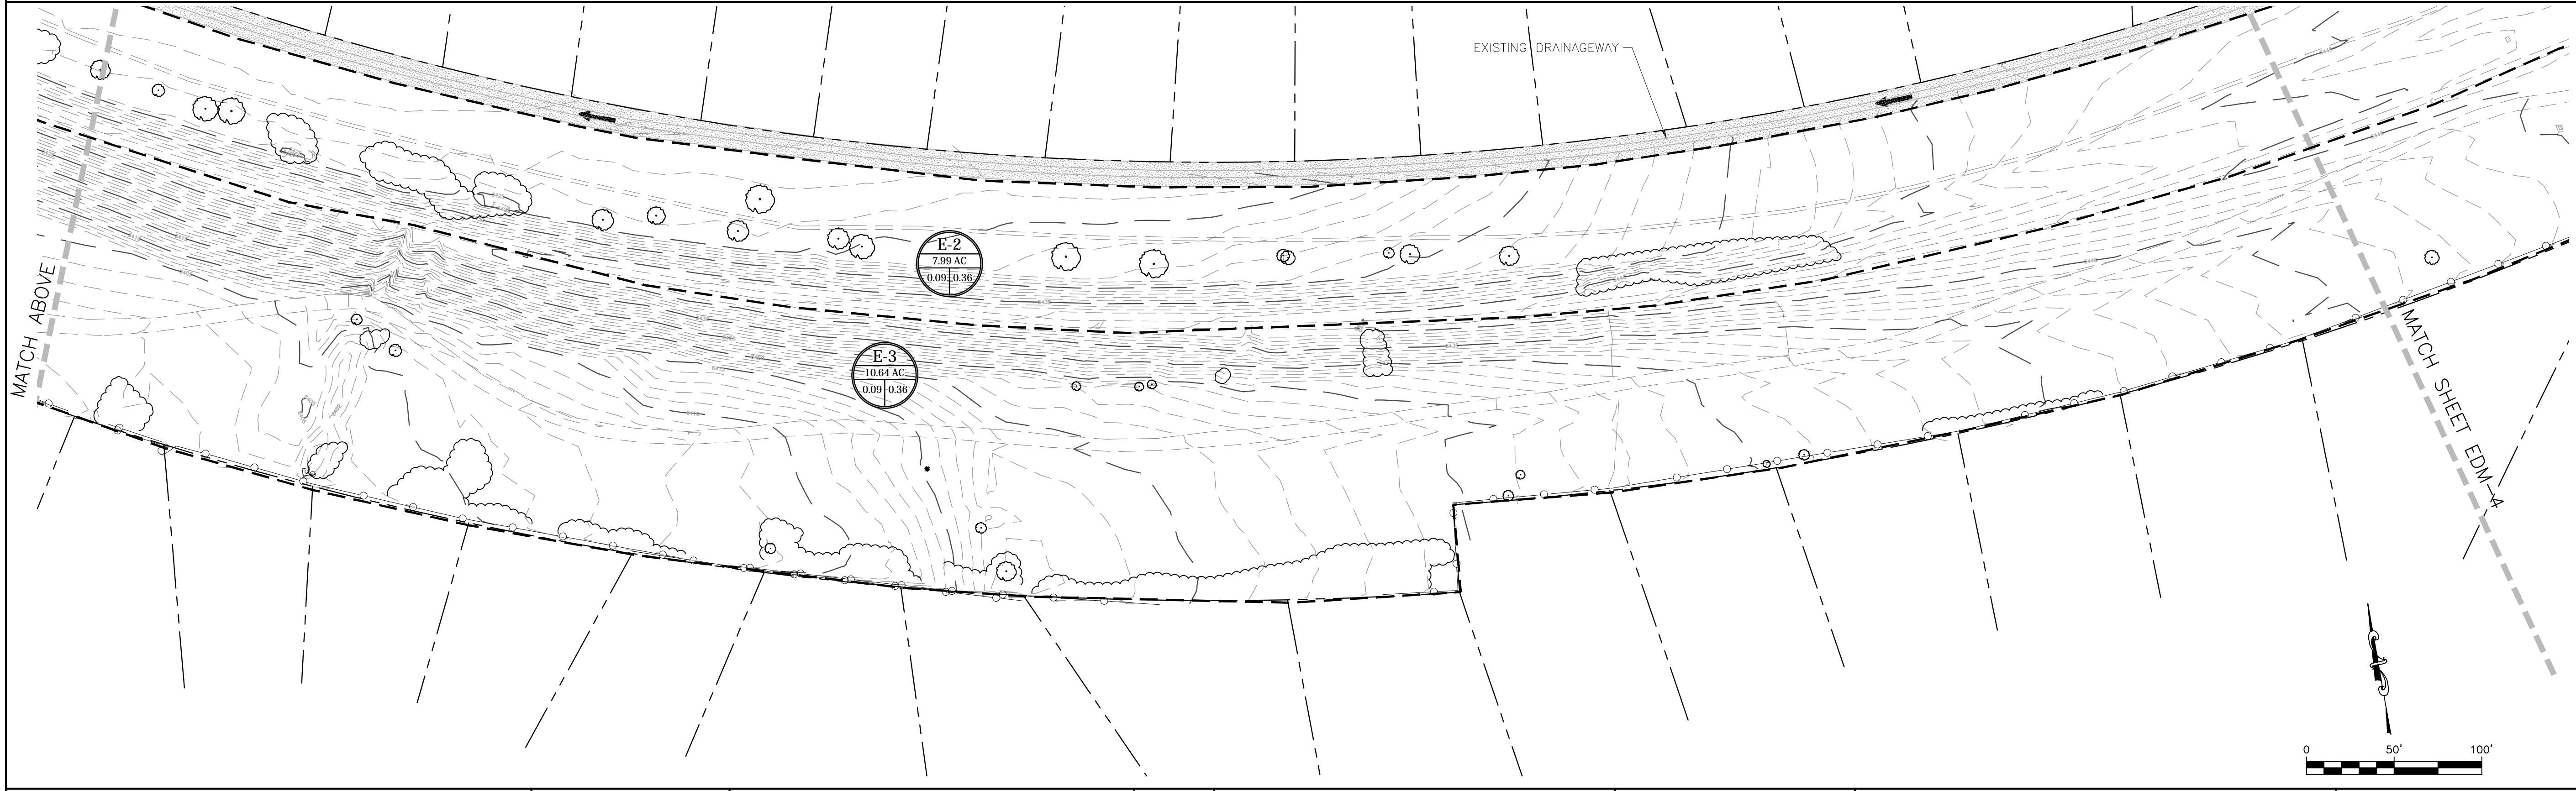 EXISTING DRAINAGEWAY
E-2
7.99 AC
0.09 0.36
E-3
10.64 AC
0.09 0.36
MATCH ABOVE
MATCH SHEET EDM-4
0 50' 100'